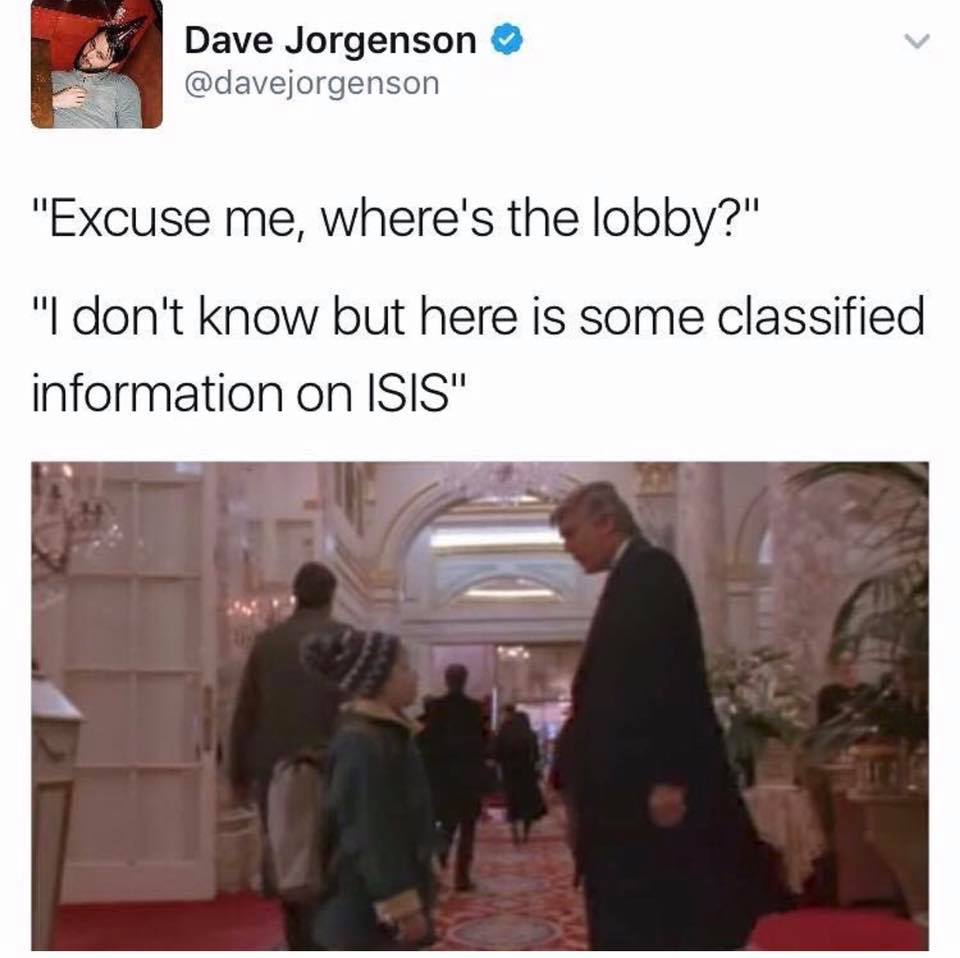 Dave Jorgenson
@davejorgenson
"Excuse me, where's the lobby?"
"I don't know but here is some classified
information on ISIS"